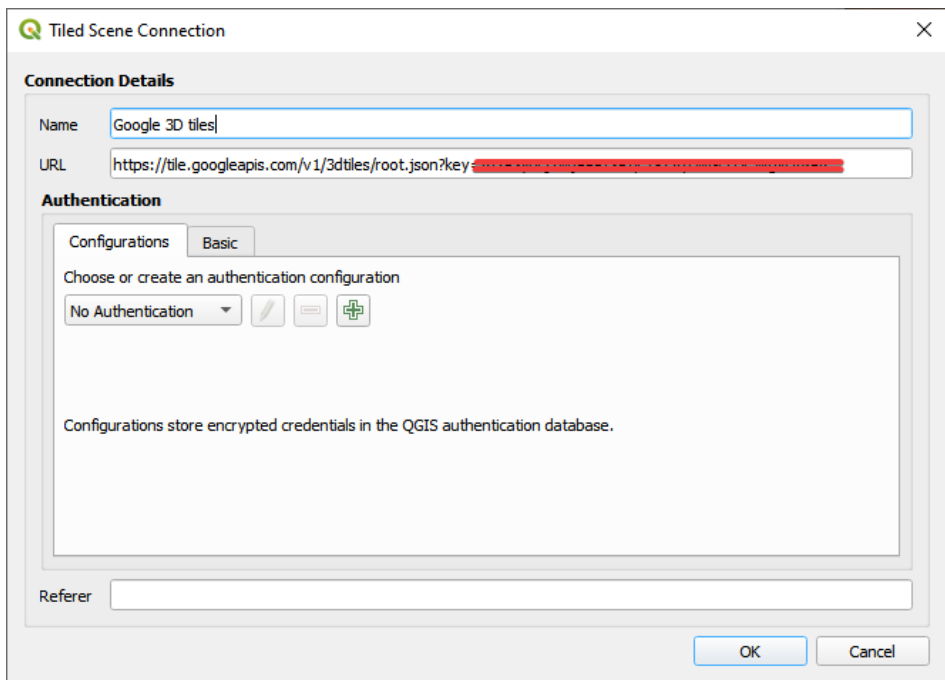 Tiled Scene Connection
Connection Details
Name Google 3D tiles
URL https://tile.googleapis.com/v1/3dtiles/root.json?key=
Authentication
Configurations Basic
Choose or create an authentication configuration
No Authentication
Configurations store encrypted credentials in the QGIS authentication database.
Referer
OK Cancel